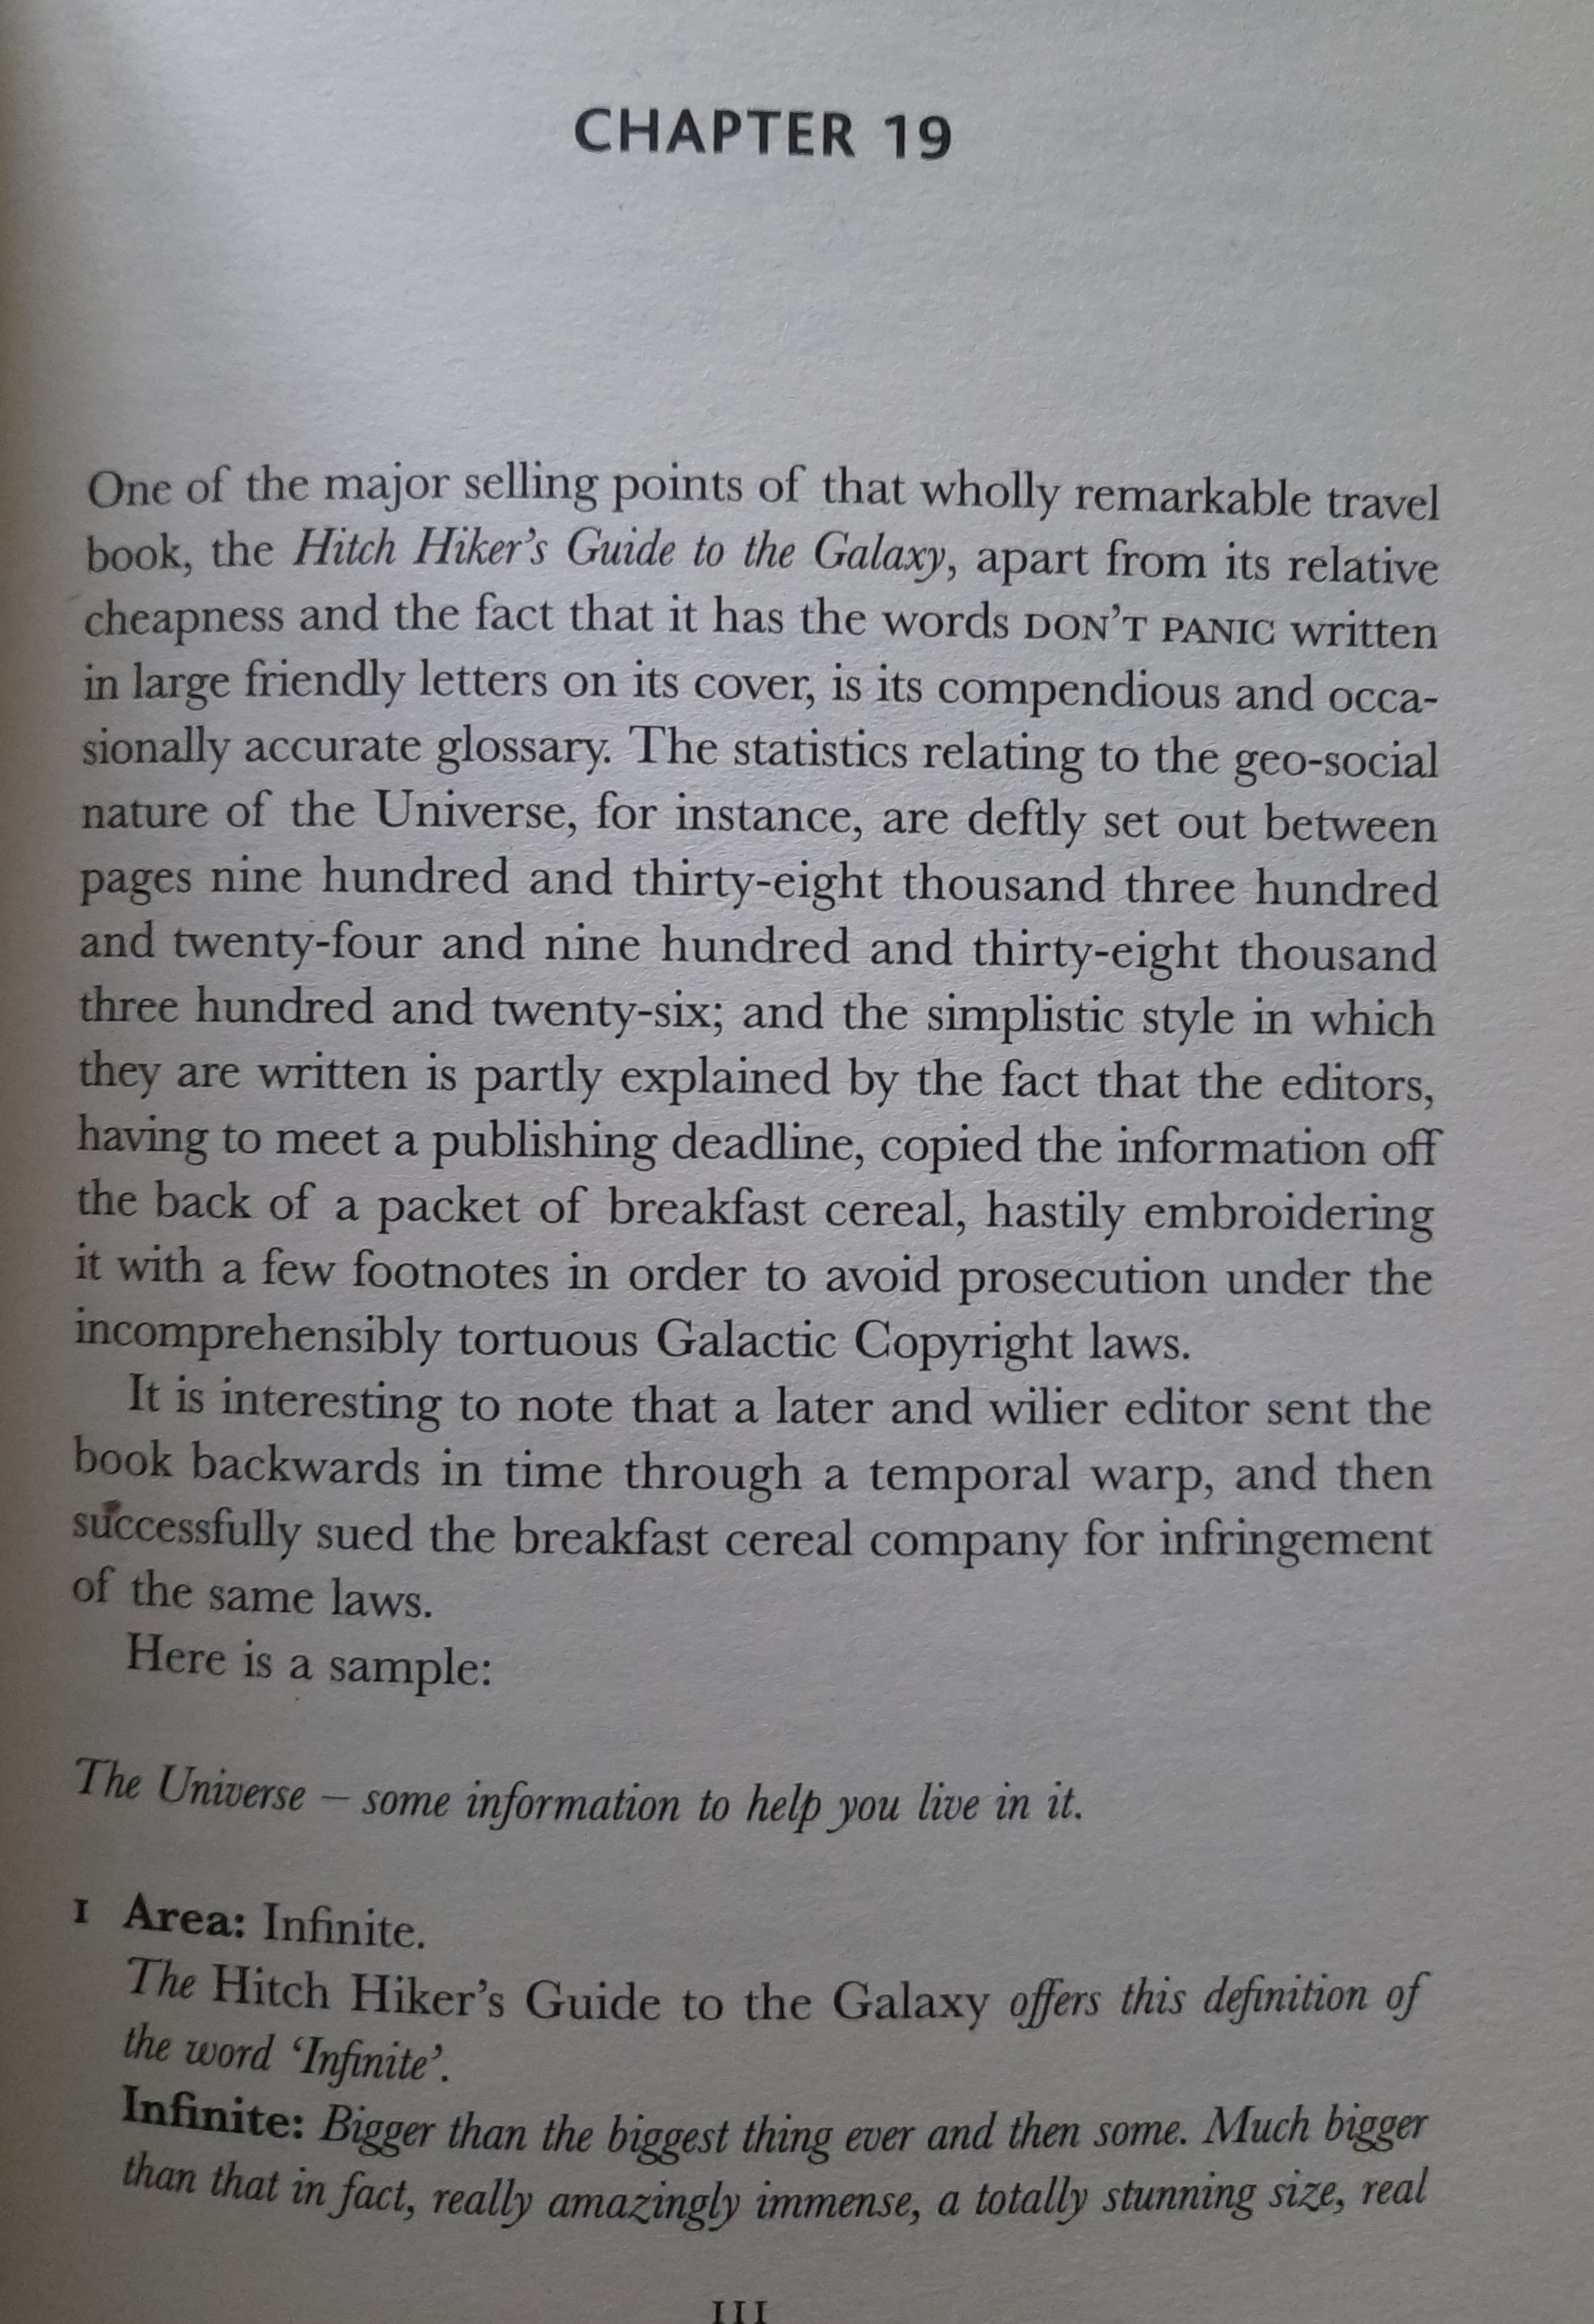 CHAPTER 19
One of the major selling points of that wholly remarkable travel
book, the Hitch Hiker's Guide to the Galaxy, apart from its relative
cheapness and the fact that it has the words DON'T PANIC written
in large friendly letters on its cover, is its compendious and occa-
sionally accurate glossary. The statistics relating to the geo-social
nature of the Universe, for instance, are deftly set out between
pages nine hundred and thirty-eight thousand three hundred
and twenty-four and nine hundred and thirty-eight thousand
three hundred and twenty-six; and the simplistic style in which
they are written is partly explained by the fact that the editors,
having to meet a publishing deadline, copied the information off
the back of a packet of breakfast cereal, hastily embroidering
it with a few footnotes in order to avoid prosecution under the
incomprehensibly tortuous Galactic Copyright laws.
It is interesting to note that a later and wilier editor sent the
book backwards in time through a temporal warp, and then
successfully sued the breakfast cereal company for infringement
of the same laws.
Here is a sample:
The Universe – some information to help you live in it.
1 Area: Infinite.
The Hitch Hiker's Guide to the Galaxy offers this definition of
the word 'Infinite'.
Infinite: Bigger than the biggest thing ever and then some. Much bigger
than that in fact, really amazingly immense, a totally stunning size, real
111